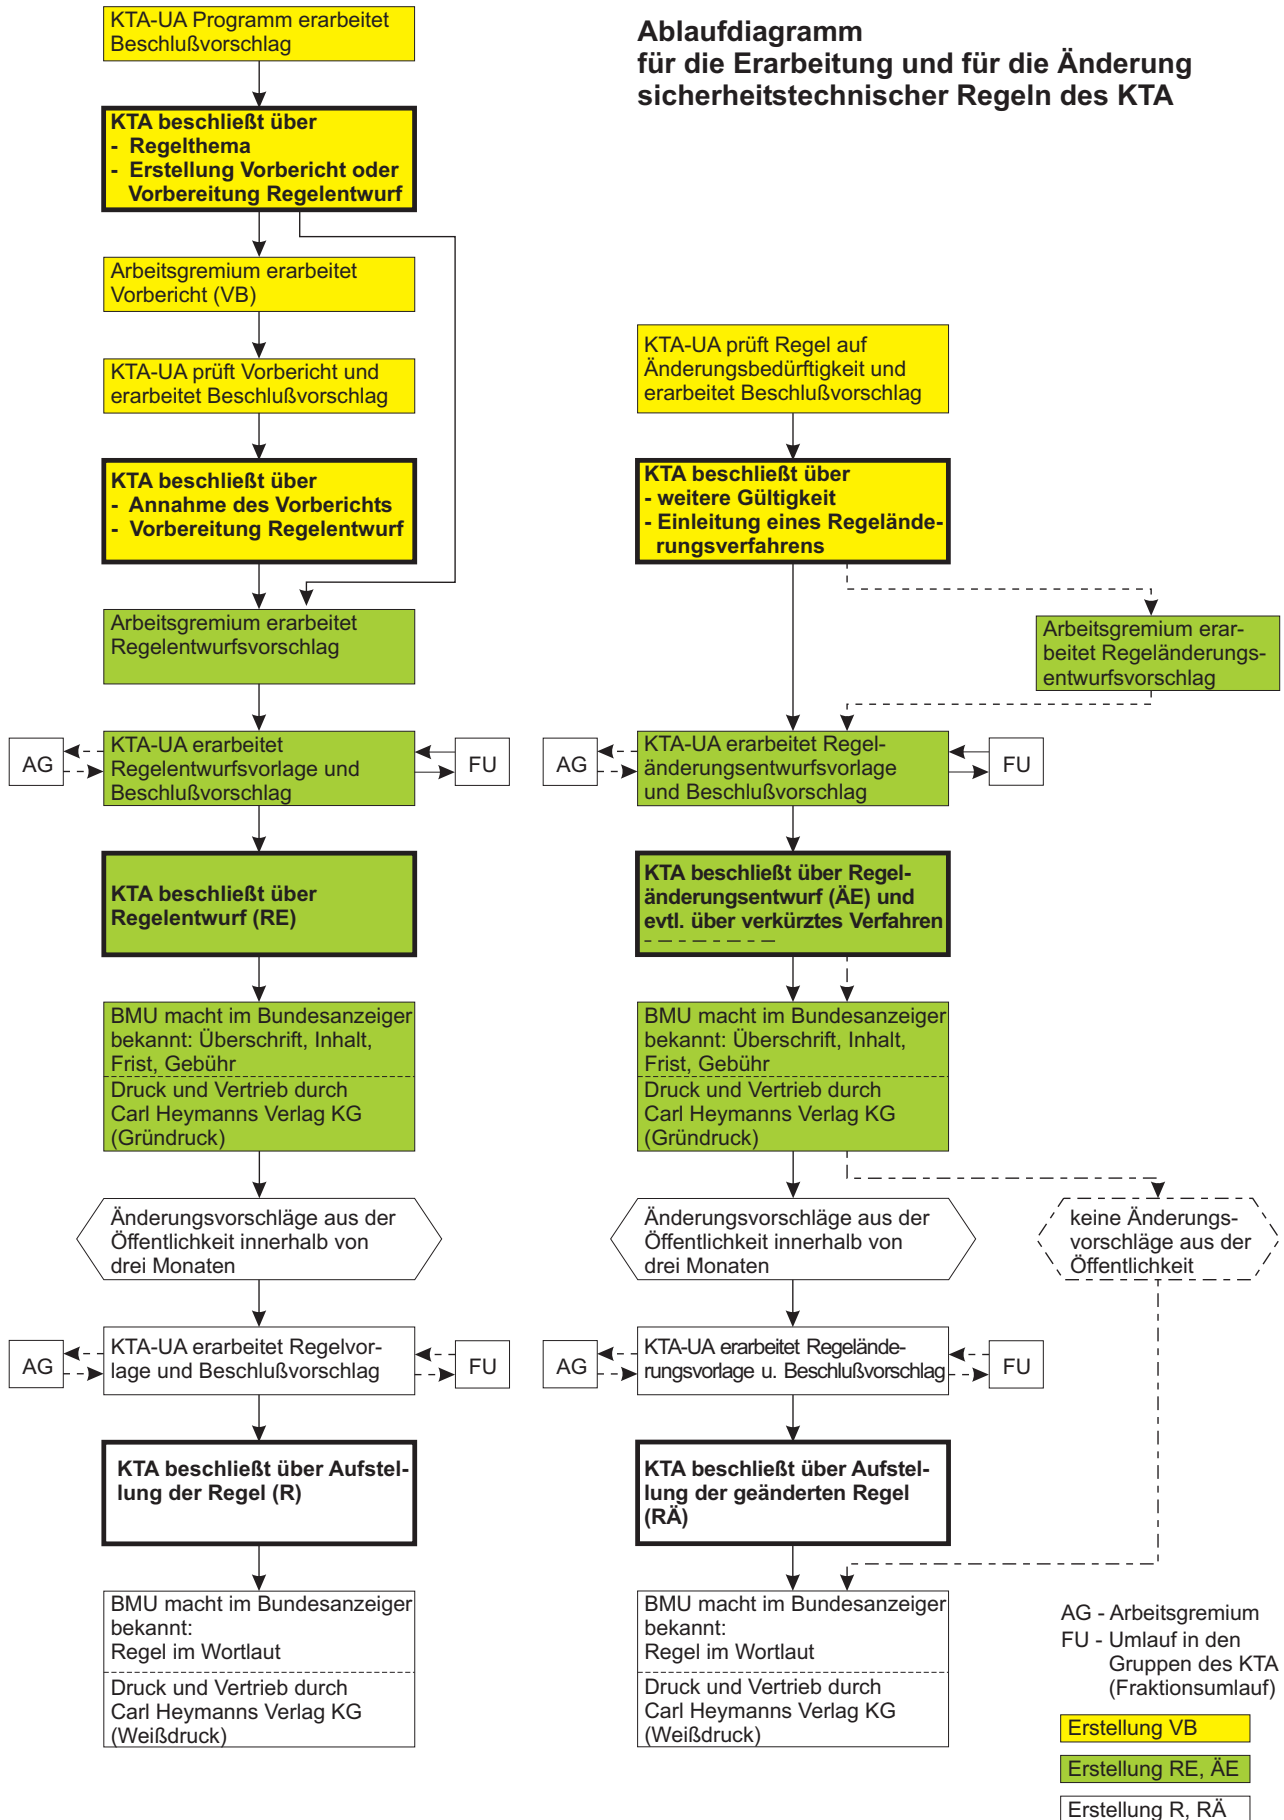 Ablaufdiagramm
für die Erarbeitung und für die Änderung
sicherheitstechnischer Regeln des KTA
KTA-UA Programm erarbeitet
Beschlußvorschlag
KTA beschließt über
- Regelthema
- Erstellung Vorbericht oder
Vorbereitung Regelentwurf
Arbeitsgremium erarbeitet
Vorbericht (VB)
KTA-UA prüft Vorbericht und
erarbeitet Beschlußvorschlag
KTA beschließt über
- Annahme des Vorberichts
- Vorbereitung Regelentwurf
Arbeitsgremium erarbeitet
Regelentwurfsvorschlag
AG
KTA-UA erarbeitet
Regelentwurfsvorlage und
Beschlußvorschlag
FU
KTA beschließt über
Regelentwurf (RE)
BMU macht im Bundesanzeiger
bekannt: Überschrift, Inhalt,
Frist, Gebühr
Druck und Vertrieb durch
Carl Heymanns Verlag KG
(Gründruck)
Änderungsvorschläge aus der
Öffentlichkeit innerhalb von
drei Monaten
AG
KTA-UA erarbeitet Regelvor-
lage und Beschlußvorschlag
FU
KTA beschließt über Aufstel-
lung der Regel (R)
BMU macht im Bundesanzeiger
bekannt:
Regel im Wortlaut
Druck und Vertrieb durch
Carl Heymanns Verlag KG
(Weißdruck)
KTA-UA prüft Regel auf
Änderungsbedürftigkeit und
erarbeitet Beschlußvorschlag
KTA beschließt über
- weitere Gültigkeit
- Einleitung eines Regelände-
rungsverfahrens
Arbeitsgremium erar-
beitet Regeländerungs-
entwurfsvorschlag
AG
KTA-UA erarbeitet Regel-
änderungsentwurfsvorlage
und Beschlußvorschlag
FU
KTA beschließt über Regel-
änderungsentwurf (ÄE) und
evtl. über verkürztes Verfahren
BMU macht im Bundesanzeiger
bekannt: Überschrift, Inhalt,
Frist, Gebühr
Druck und Vertrieb durch
Carl Heymanns Verlag KG
(Gründruck)
Änderungsvorschläge aus der
Öffentlichkeit innerhalb von
drei Monaten
keine Änderungs-
vorschläge aus der
Öffentlichkeit
AG
KTA-UA erarbeitet Regelände-
rungsvorlage u. Beschlußvorschlag
FU
KTA beschließt über Aufstel-
lung der geänderten Regel
(RÄ)
BMU macht im Bundesanzeiger
bekannt:
Regel im Wortlaut
Druck und Vertrieb durch
Carl Heymanns Verlag KG
(Weißdruck)
AG - Arbeitsgremium
FU - Umlauf in den
Gruppen des KTA
(Fraktionsumlauf)
Erstellung VB
Erstellung RE, ÄE
Erstellung R, RÄ